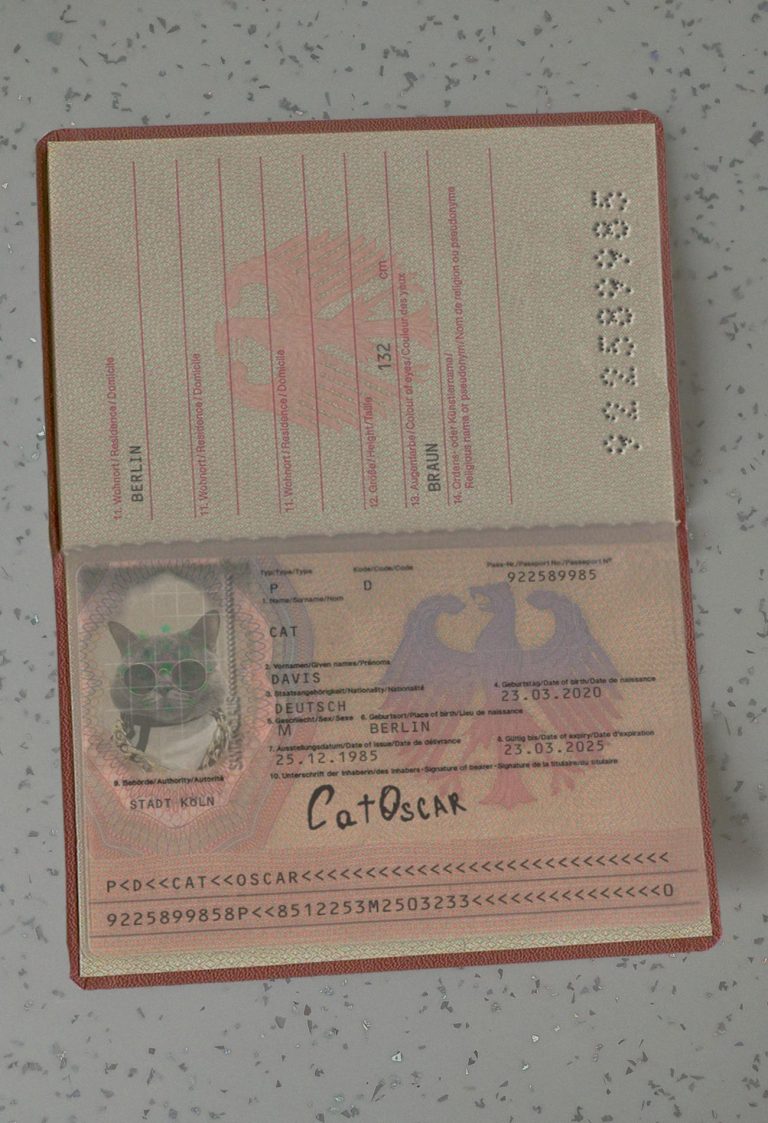 11. Wohnort/Residence/Domicile
BERLIN
11. Wohnort/Residence/Domicile
11. Wohnort/Residence/Domicile
12. Größe/Height/Taille 132 cm
13. Augenfarbe/Colour of eyes/Couleur des yeux
BRAUN
14. Ordens- oder Künstlername/
Religious name or pseudonym/Nom de religion ou pseudonyme
922589985
Typ/Type/Type Kode/Code/Code Pass-Nr./Passport No./Passeport N°
P D 922589985
1. Name/Surname/Nom
CAT
2. Vornamen/Given names/Prénoms
DAVIS
3. Staatsangehörigkeit/Nationality/Nationalité 4. Geburtstag/Date of birth/Date de naissance
DEUTSCH 23.03.2020
5. Geschlecht/Sex/Sexe 6. Geburtsort/Place of birth/Lieu de naissance
M BERLIN
7. Ausstellungsdatum/Date of issue/Date de délivrance 8. Gültig bis/Date of expiry/Date d'expiration
25.12.1985 23.03.2025
9. Behörde/Authority/Autorité 10. Unterschrift der Inhaberin/des Inhabers - Signature of bearer - Signature de la titulaire/du titulaire
STADT KÖLN
CatOSCAR
P<D<<CAT<<OSCAR<<<<<<<<<<<<<<<<<<<<<<<<<<<<<
9225899858P<<8512253M2503233<<<<<<<<<<<<<<<0